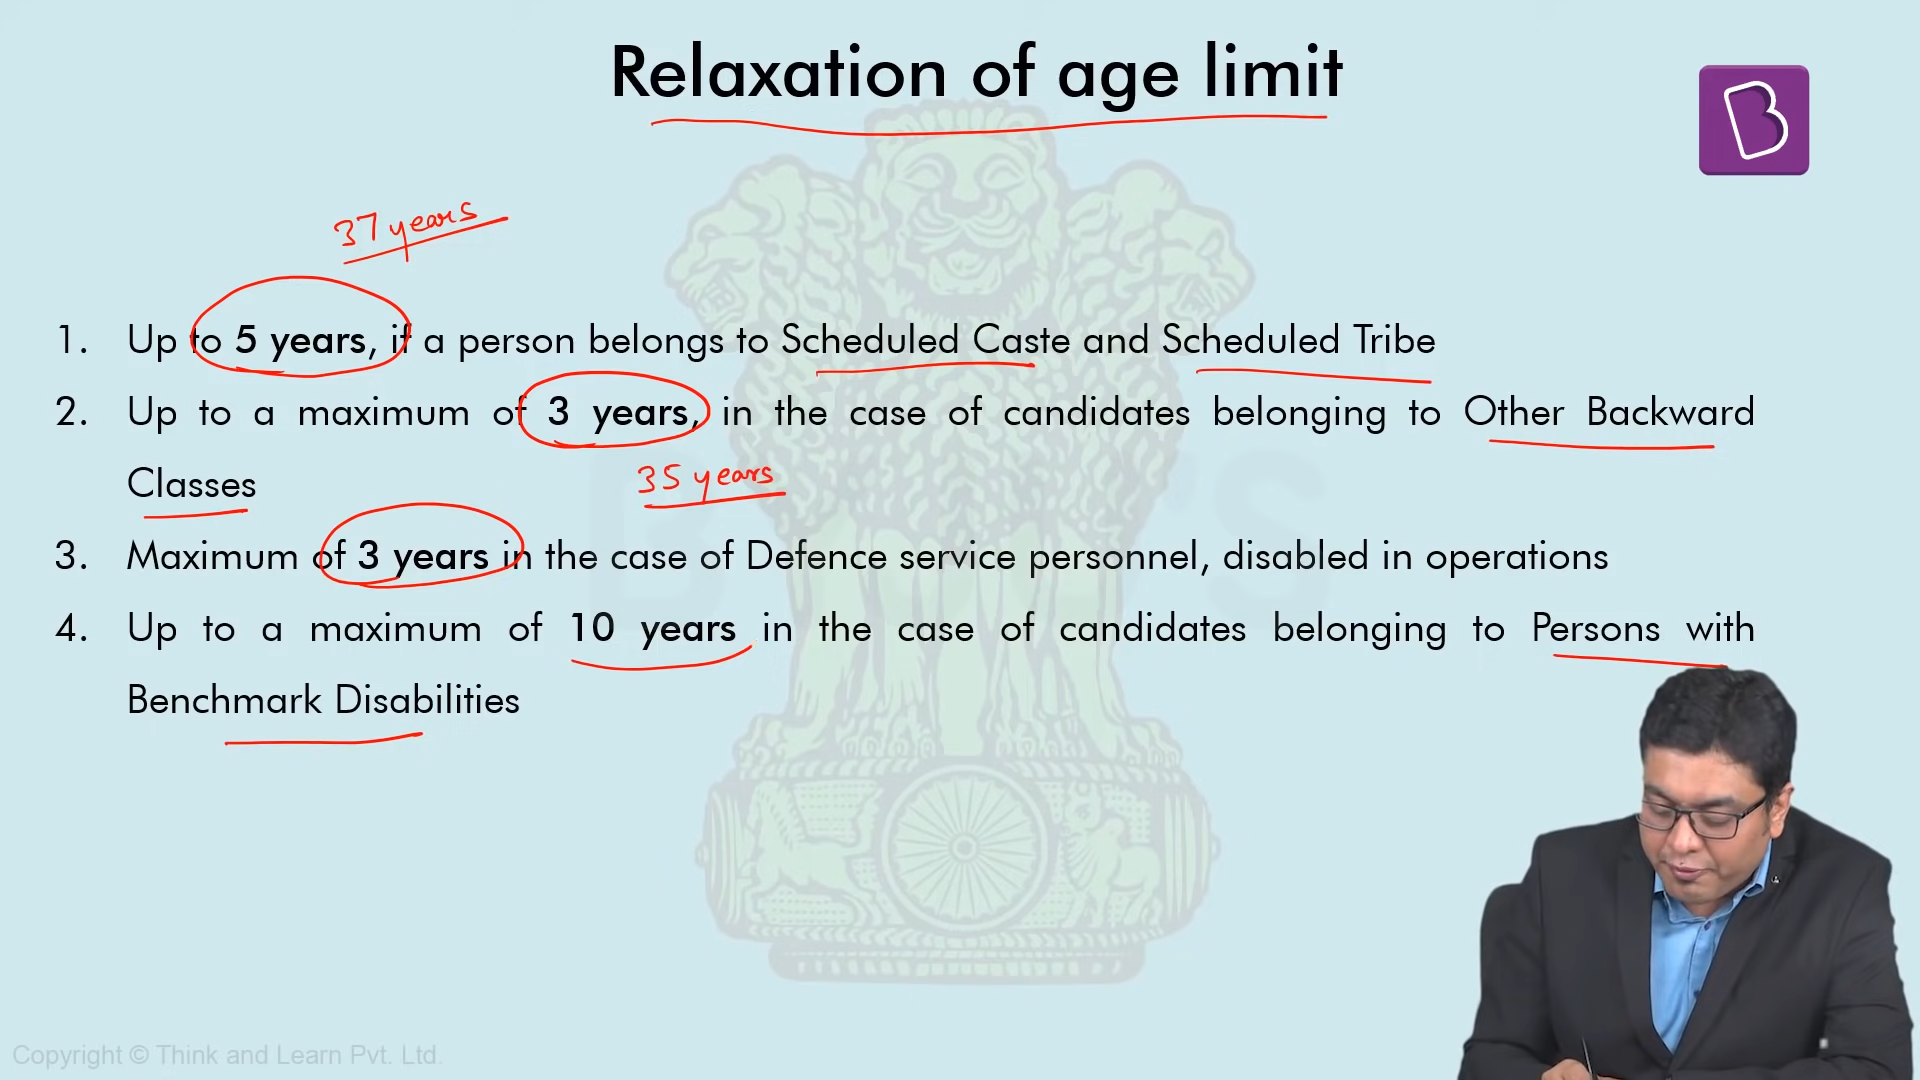 Relaxation of age limit
37 years
1. Up to 5 years, if a person belongs to Scheduled Caste and Scheduled Tribe
2. Up to a maximum of 3 years, in the case of candidates belonging to Other Backward
Classes
35 years
3. Maximum of 3 years in the case of Defence service personnel, disabled in operations
4. Up to a maximum of 10 years in the case of candidates belonging to Persons with
Benchmark Disabilities
Copyright © Think and Learn Pvt. Ltd.